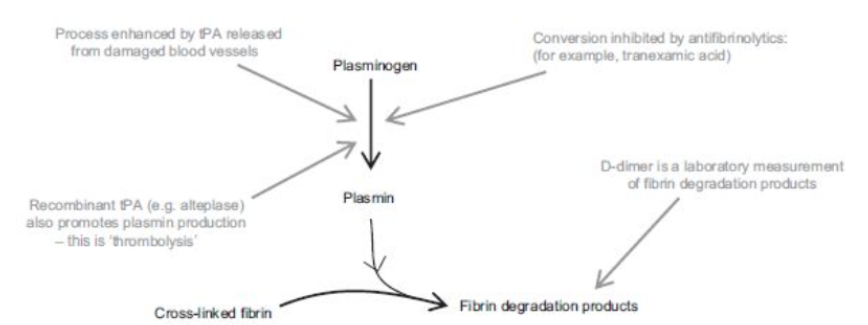 Process enhanced by tPA released
from damaged blood vessels
Conversion inhibited by antifibrinolytics:
(for example, tranexamic acid)
Plasminogen
D-dimer is a laboratory measurement
of fibrin degradation products
Plasmin
Recombinant tPA (e.g. alteplase)
also promotes plasmin production
– this is 'thrombolysis'
Cross-linked fibrin
Fibrin degradation products